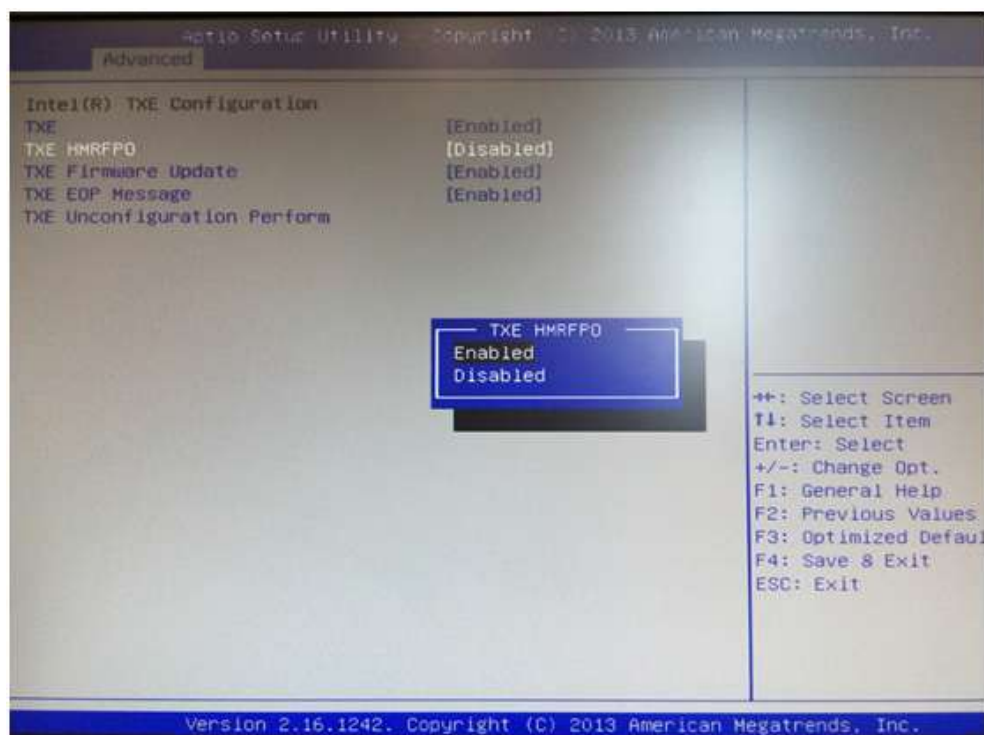 Aptio Setup Utility - Copyright (C) 2013 American Megatrends, Inc.
Advanced
Intel(R) TXE Configuration
TXE [Enabled]
TXE HMRFPO [Disabled]
TXE Firmware Update [Enabled]
TXE EOP Message [Enabled]
TXE Unconfiguration Perform
TXE HMRFPO
Enabled
Disabled
→←: Select Screen
↑↓: Select Item
Enter: Select
+/-: Change Opt.
F1: General Help
F2: Previous Values
F3: Optimized Defaul
F4: Save & Exit
ESC: Exit
Version 2.16.1242. Copyright (C) 2013 American Megatrends, Inc.